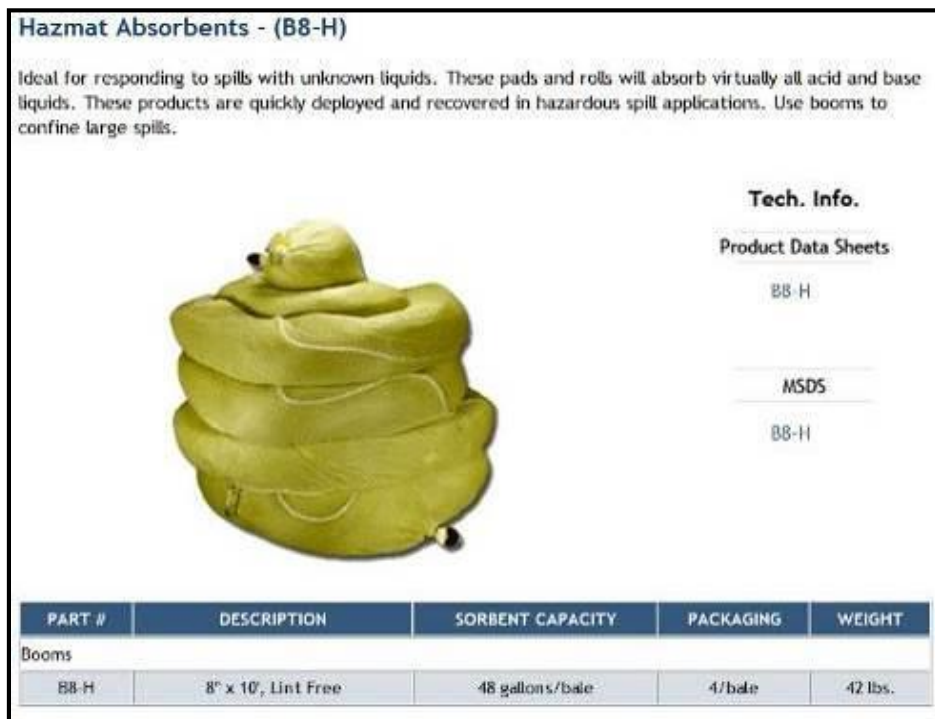 Hazmat Absorbents - (B8-H)
Ideal for responding to spills with unknown liquids. These pads and rolls will absorb virtually all acid and base
liquids. These products are quickly deployed and recovered in hazardous spill applications. Use booms to
confine large spills.
Tech. Info.
Product Data Sheets
B8-H
MSDS
B8-H
PART # DESCRIPTION SORBENT CAPACITY PACKAGING WEIGHT
Booms
B8-H 8" x 10', Lint Free 48 gallons/bale 4/bale 42 lbs.